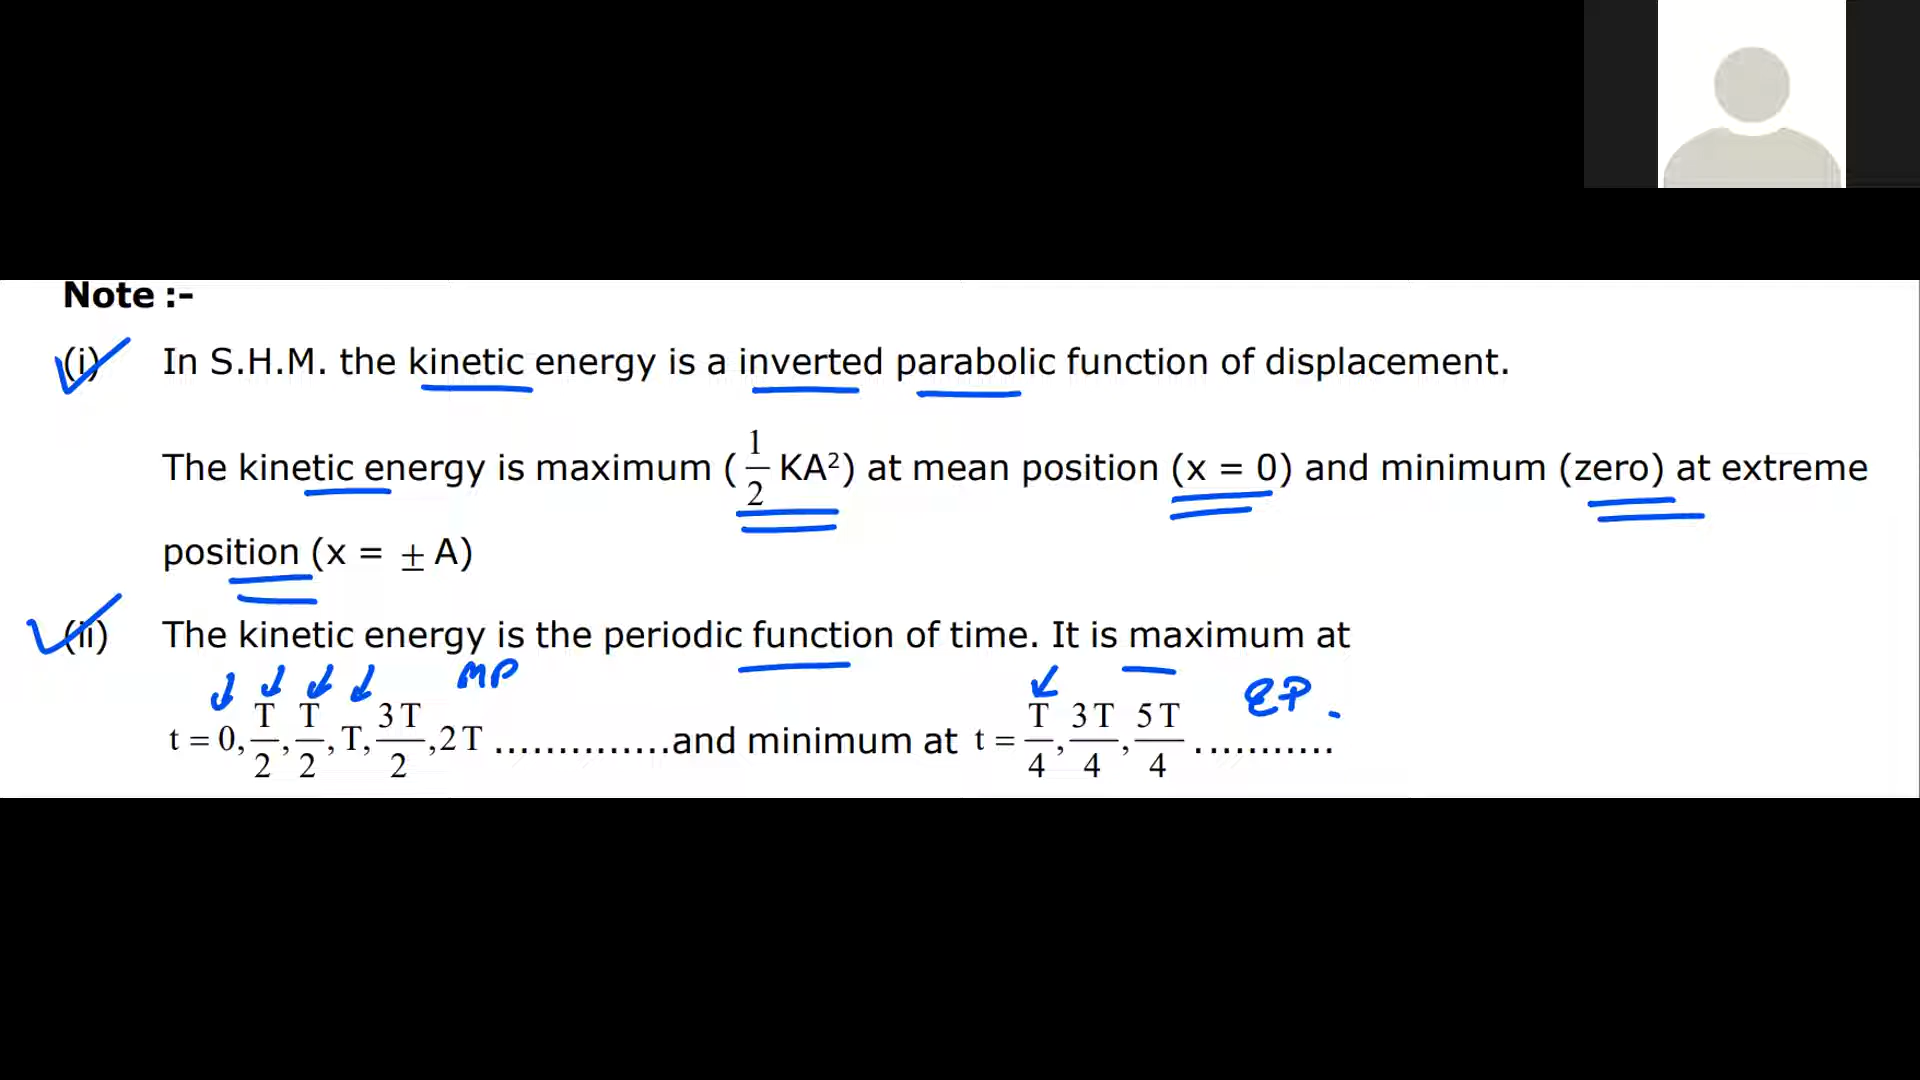 Note :-
(i) In S.H.M. the kinetic energy is a inverted parabolic function of displacement.
The kinetic energy is maximum ( 1/2 KA²) at mean position (x = 0) and minimum (zero) at extreme
position (x = ± A)
(ii) The kinetic energy is the periodic function of time. It is maximum at
MP EP.
t = 0, T/2, T/2, T, 3T/2, 2T ..............and minimum at t = T/4, 3T/4, 5T/4 ...........